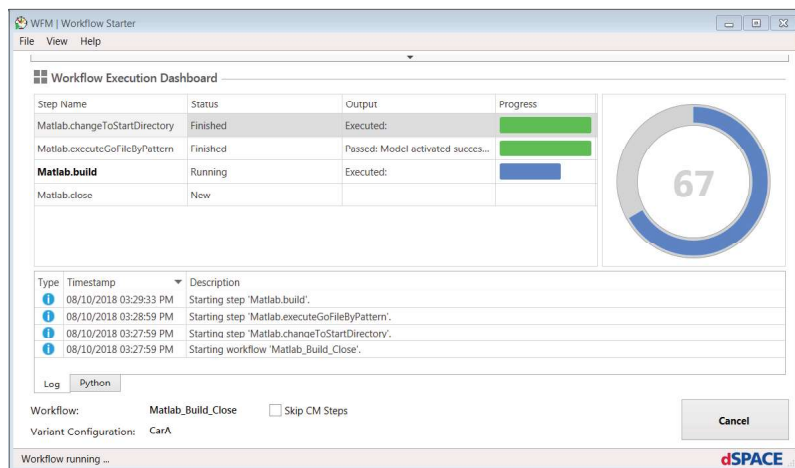 WFM | Workflow Starter
File View Help
Workflow Execution Dashboard
Step Name Status Output Progress
Matlab.changeToStartDirectory Finished Executed:
Matlab.executeGoFileByPattern Finished Passed: Model activated succes...
Matlab.build Running Executed:
Matlab.close New
67
Type Timestamp Description
08/10/2018 03:29:33 PM Starting step 'Matlab.build'.
08/10/2018 03:28:59 PM Starting step 'Matlab.executeGoFileByPattern'.
08/10/2018 03:27:59 PM Starting step 'Matlab.changeToStartDirectory'.
08/10/2018 03:27:59 PM Starting workflow 'Matlab_Build_Close'.
Log Python
Workflow: Matlab_Build_Close Skip CM Steps
Variant Configuration: CarA
Cancel
Workflow running ...
dSPACE